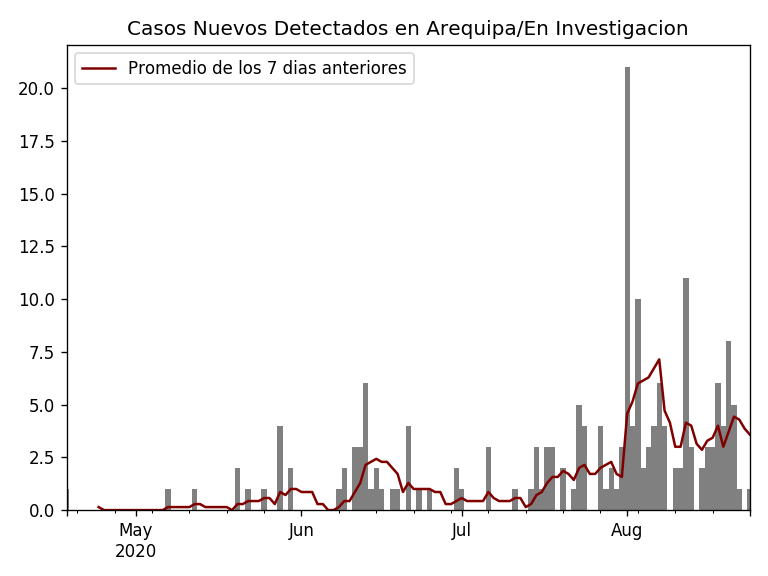 Casos Nuevos Detectados en Arequipa/En Investigacion
Promedio de los 7 dias anteriores
20.0
17.5
15.0
12.5
10.0
7.5
5.0
2.5
0.0
May
2020
Jun
Jul
Aug